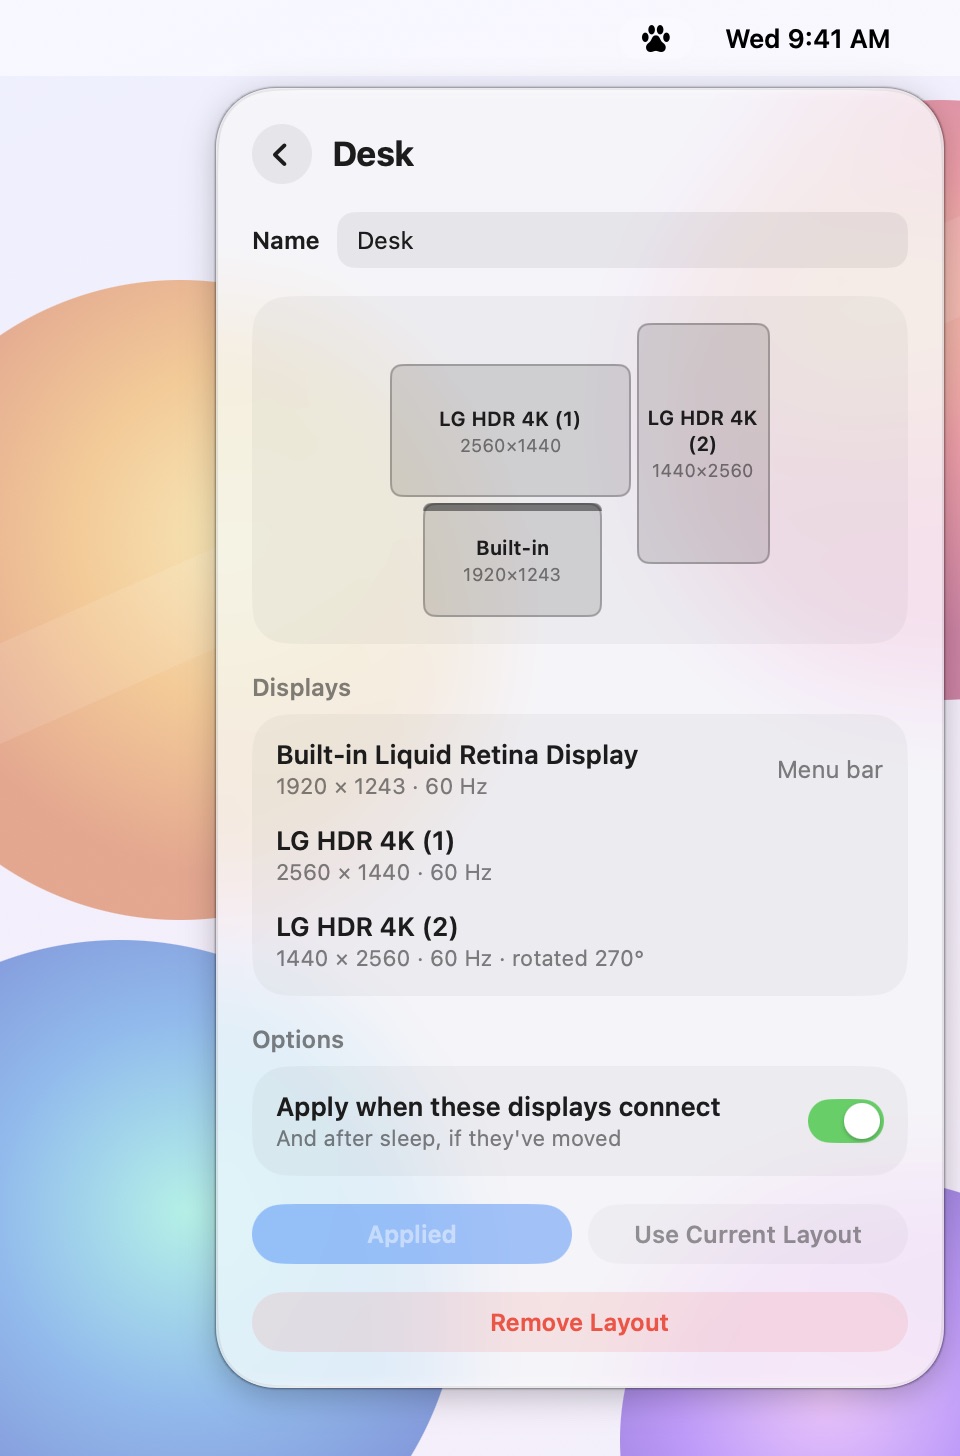 Wed 9:41 AM
Desk
Name
Desk
LG HDR 4K (1)
2560×1440
LG HDR 4K
(2)
1440×2560
Built-in
1920×1243
Displays
Built-in Liquid Retina Display
1920 × 1243 · 60 Hz
Menu bar
LG HDR 4K (1)
2560 × 1440 · 60 Hz
LG HDR 4K (2)
1440 × 2560 · 60 Hz · rotated 270°
Options
Apply when these displays connect
And after sleep, if they've moved
Applied
Use Current Layout
Remove Layout